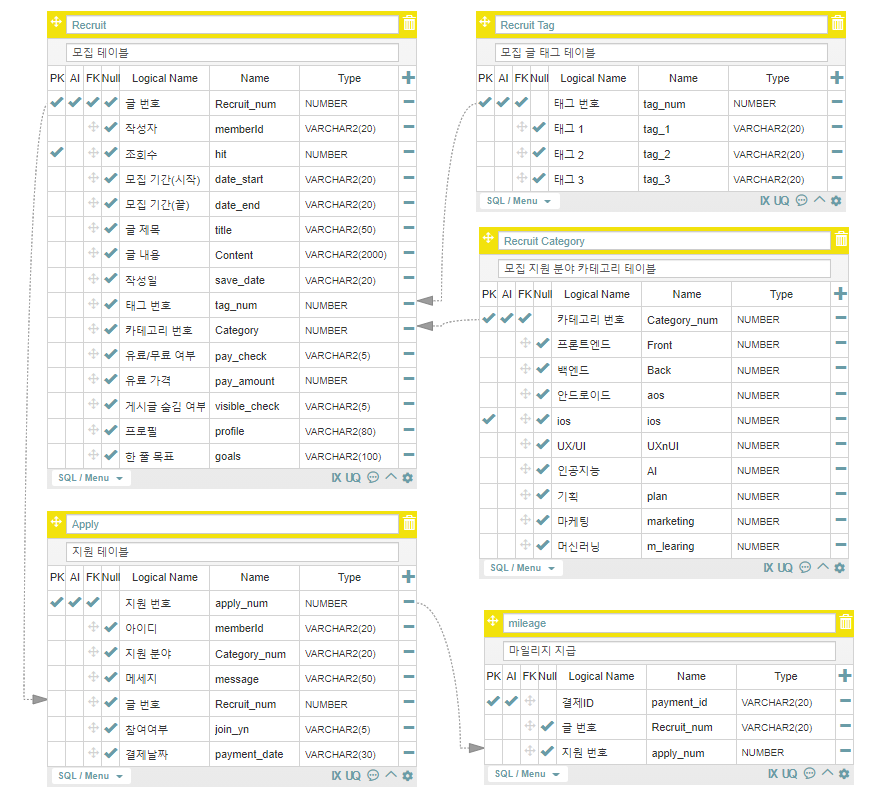 Recruit
모집 테이블
PK AI FK Null Logical Name Name Type
글 번호 Recruit_num NUMBER
작성자 memberId VARCHAR2(20)
조회수 hit NUMBER
모집 기간(시작) date_start VARCHAR2(20)
모집 기간(끝) date_end VARCHAR2(20)
글 제목 title VARCHAR2(50)
글 내용 Content VARCHAR2(2000)
작성일 save_date VARCHAR2(20)
태그 번호 tag_num NUMBER
카테고리 번호 Category NUMBER
유료/무료 여부 pay_check VARCHAR2(5)
유료 가격 pay_amount NUMBER
게시글 숨김 여부 visible_check VARCHAR2(5)
프로필 profile VARCHAR2(80)
한 줄 목표 goals VARCHAR2(100)
SQL / Menu IX UQ
Apply
지원 테이블
PK AI FK Null Logical Name Name Type
지원 번호 apply_num NUMBER
아이디 memberId VARCHAR2(20)
지원 분야 Category_num VARCHAR2(20)
메세지 message VARCHAR2(50)
글 번호 Recruit_num NUMBER
참여여부 join_yn VARCHAR2(5)
결제날짜 payment_date VARCHAR2(30)
SQL / Menu IX UQ
Recruit Tag
모집 글 태그 테이블
PK AI FK Null Logical Name Name Type
태그 번호 tag_num NUMBER
태그 1 tag_1 VARCHAR2(20)
태그 2 tag_2 VARCHAR2(20)
태그 3 tag_3 VARCHAR2(20)
SQL / Menu IX UQ
Recruit Category
모집 지원 분야 카테고리 테이블
PK AI FK Null Logical Name Name Type
카테고리 번호 Category_num NUMBER
프론트엔드 Front NUMBER
백엔드 Back NUMBER
안드로이드 aos NUMBER
ios ios NUMBER
UX/UI UXnUI NUMBER
인공지능 AI NUMBER
기획 plan NUMBER
마케팅 marketing NUMBER
머신러닝 m_learing NUMBER
SQL / Menu IX UQ
mileage
마일리지 지급
PK AI FK Null Logical Name Name Type
결제ID payment_id VARCHAR2(20)
글 번호 Recruit_num VARCHAR2(20)
지원 번호 apply_num NUMBER
SQL / Menu IX UQ